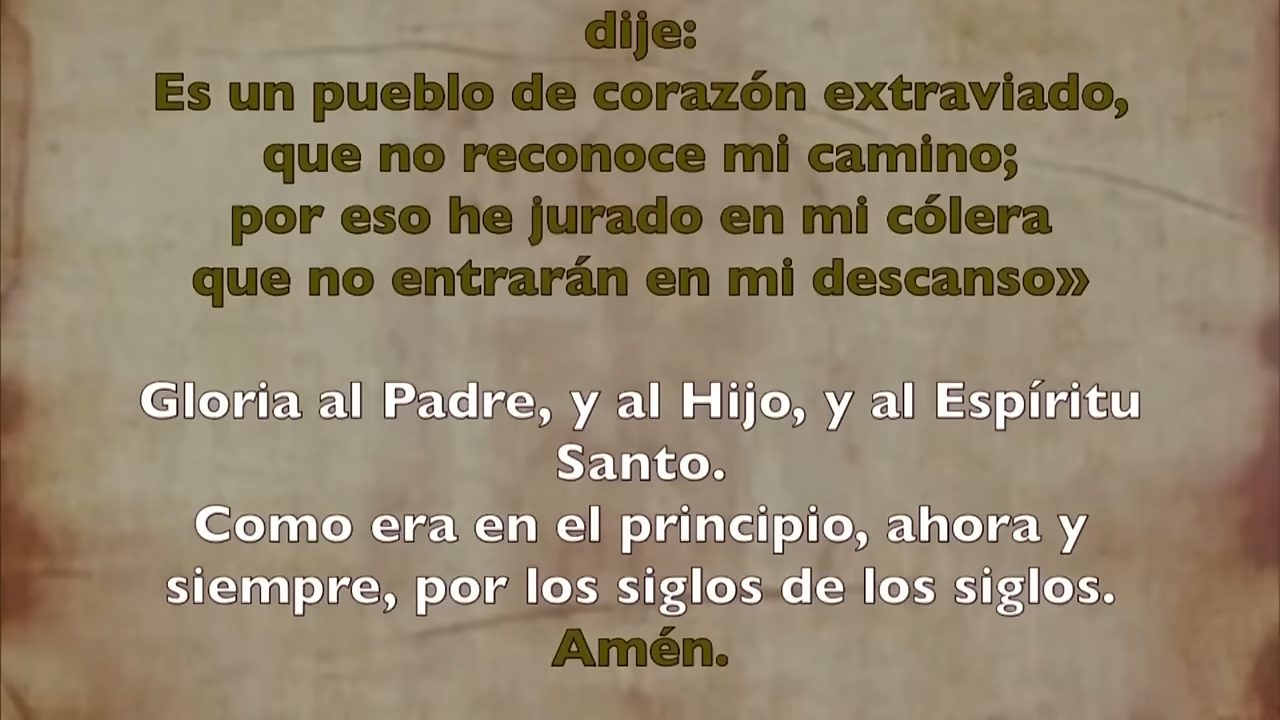 dije:
Es un pueblo de corazón extraviado,
que no reconoce mi camino;
por eso he jurado en mi cólera
que no entrarán en mi descanso»
Gloria al Padre, y al Hijo, y al Espíritu
Santo.
Como era en el principio, ahora y
siempre, por los siglos de los siglos.
Amén.